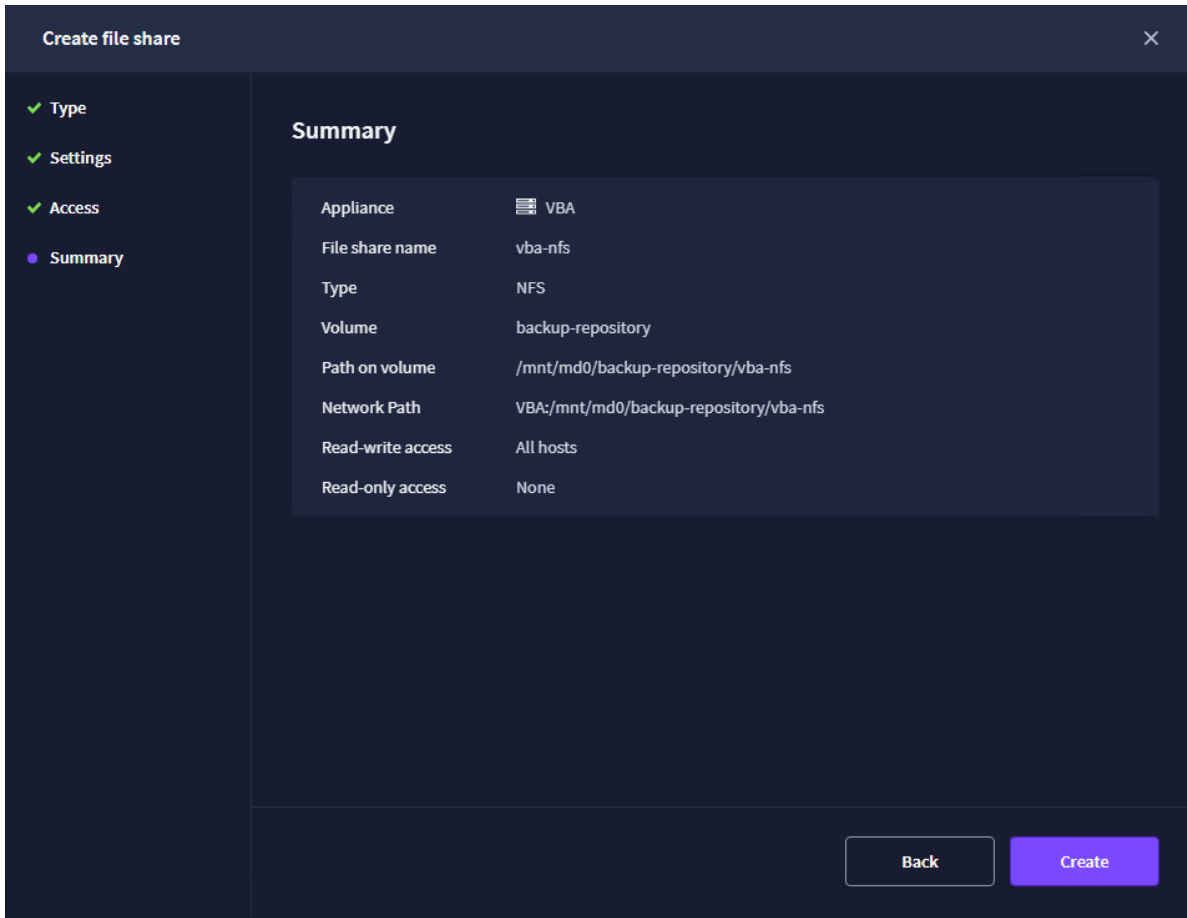 Create file share
Type
Settings
Access
Summary
Summary
Appliance VBA
File share name vba-nfs
Type NFS
Volume backup-repository
Path on volume /mnt/md0/backup-repository/vba-nfs
Network Path VBA:/mnt/md0/backup-repository/vba-nfs
Read-write access All hosts
Read-only access None
Back Create